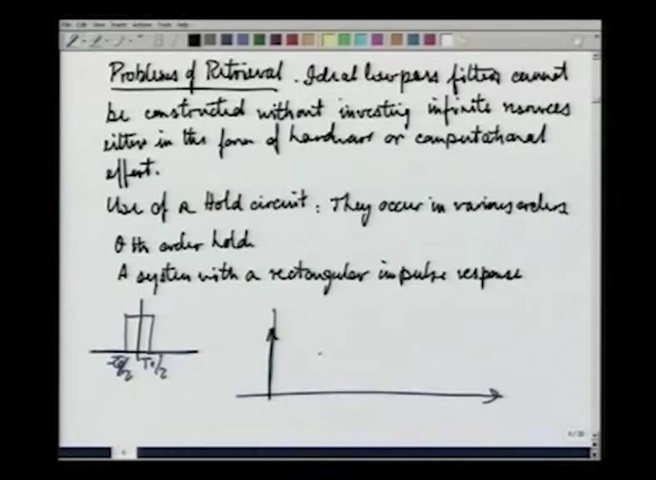 Problems of Retrieval. Ideal lowpass filters cannot
be constructed without investing infinite resources
either in the form of hardware or computational
effort.
Use of a Hold circuit: They occur in various orders
0th order hold
A system with a rectangular impulse response
-T0/2 T0/2